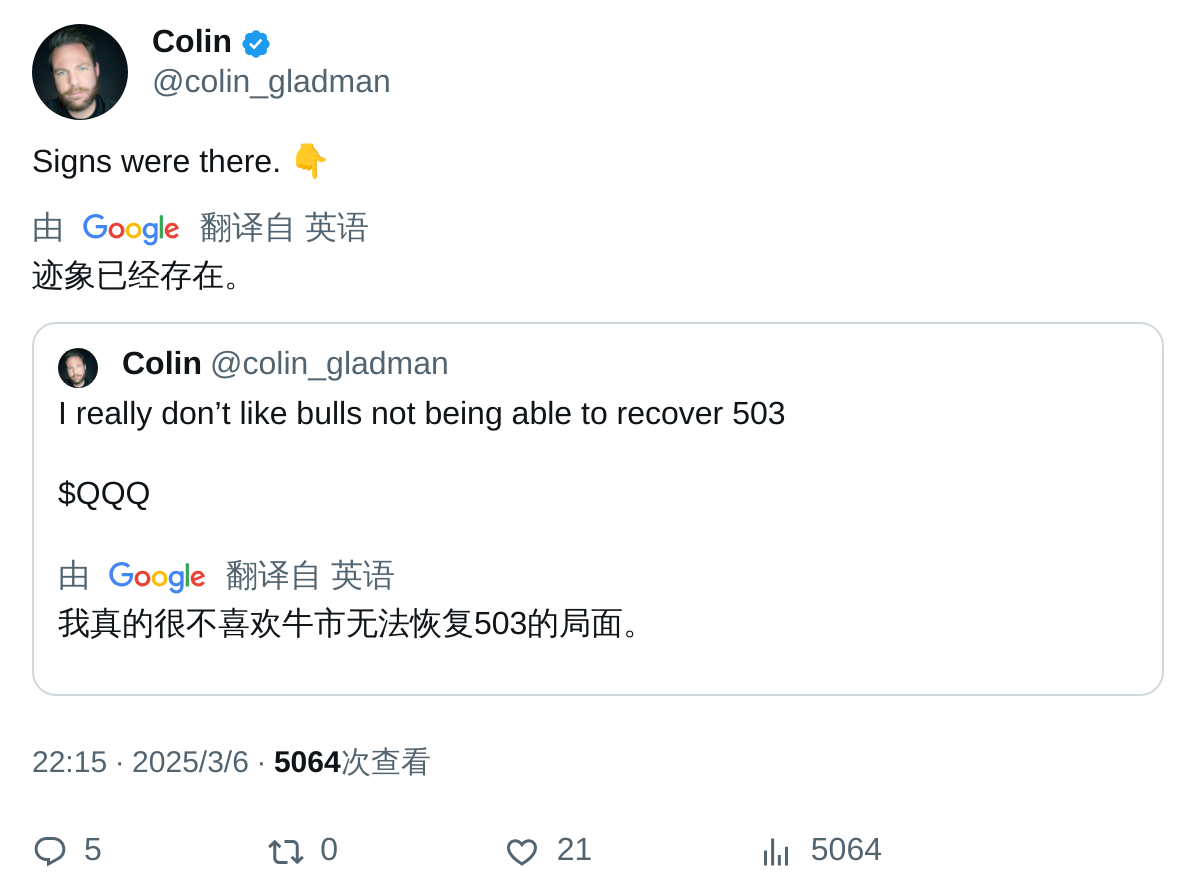 Colin
@colin_gladman
Signs were there. 👇
由 Google 翻译自 英语
迹象已经存在。
Colin @colin_gladman
I really don’t like bulls not being able to recover 503
$QQQ
由 Google 翻译自 英语
我真的很不喜欢牛市无法恢复503的局面。
22:15 · 2025/3/6 · 5064次查看
5 0 21 5064